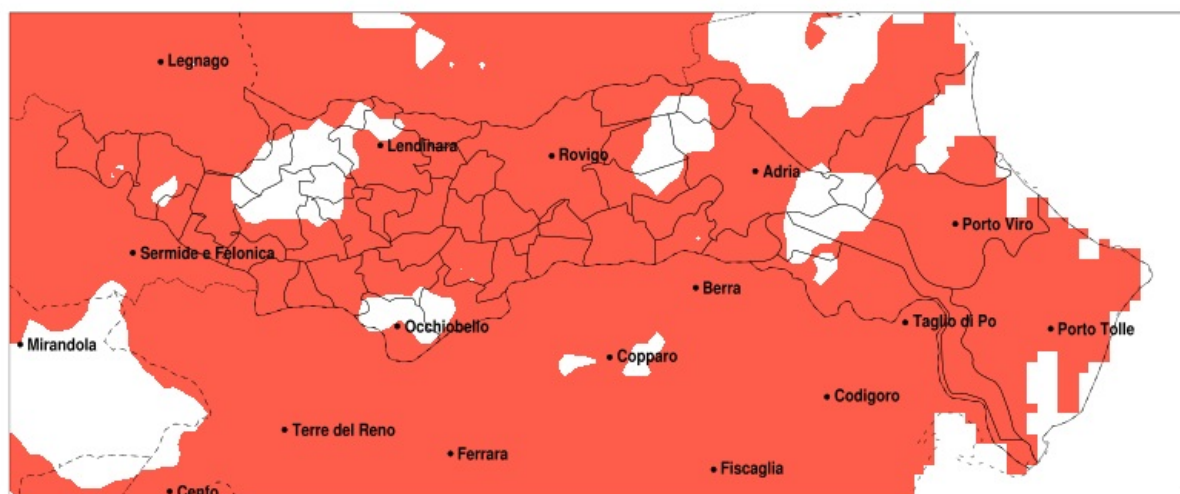 Legnago
Lendinara
Rovigo
Adria
Porto Viro
Sermide e Felonica
Berra
Occhiobello
Taglio di Po
Porto Tolle
Mirandola
Copparo
Codigoro
Terre del Reno
Ferrara
Fiscaglia
Cento